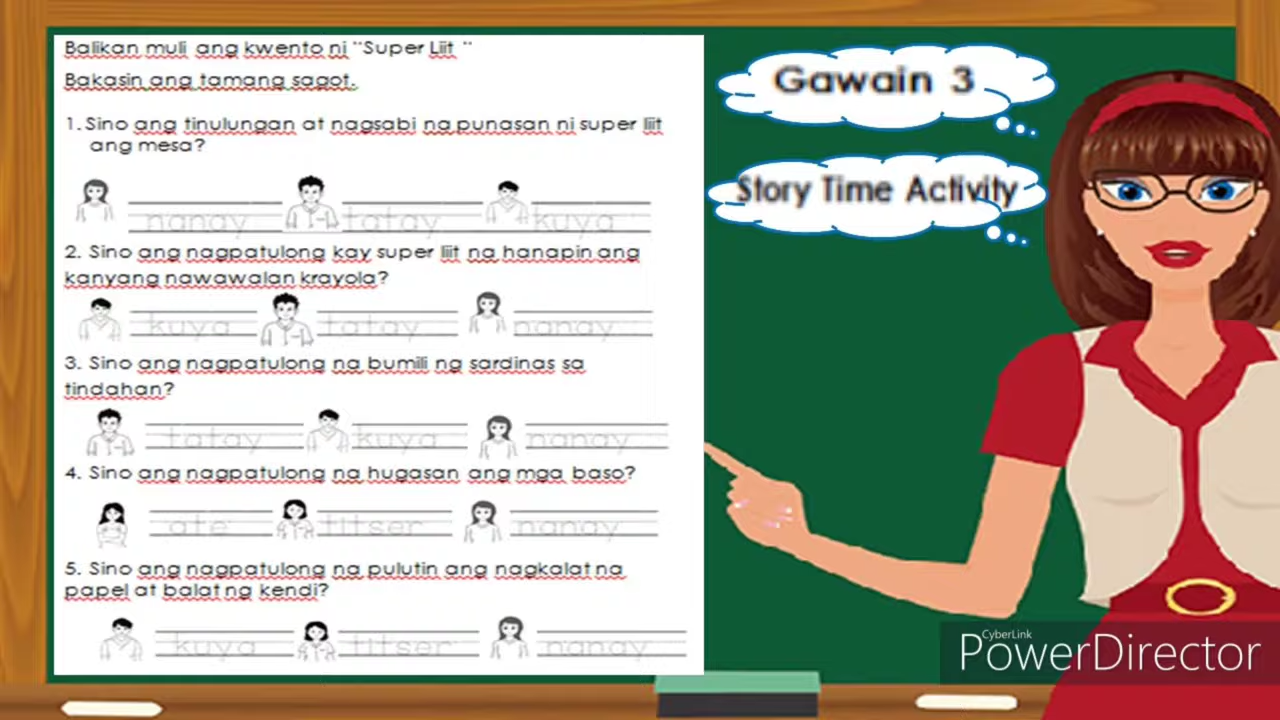 Balikan muli ang kwento ni "Super Liit "
Bakasin ang tamang sagot.
1. Sino ang tinulungan at nagsabi na punasan ni super liit
ang mesa?
nanay tatay kuya
2. Sino ang nagpatulong kay super liit na hanapin ang
kanyang nawawalan krayola?
kuya tatay nanay
3. Sino ang nagpatulong na bumili ng sardinas sa
tindahan?
tatay kuya nanay
4. Sino ang nagpatulong na hugasan ang mga baso?
ate titser nanay
5. Sino ang nagpatulong na pulutin ang nagkalat na
papel at balat ng kendi?
kuya titser nanay
Gawain 3
Story Time Activity
CyberLink
PowerDirector